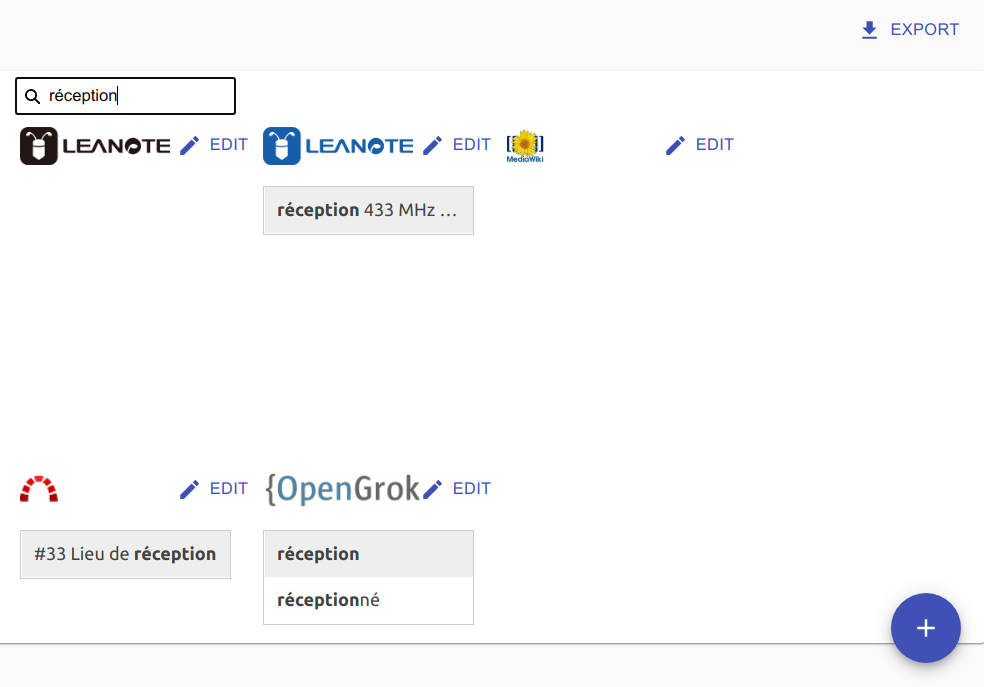 EXPORT
réception
LEANOTE EDIT LEANOTE EDIT MediaWiki EDIT
réception 433 MHz …
EDIT {OpenGrok EDIT
#33 Lieu de réception réception
réceptionné